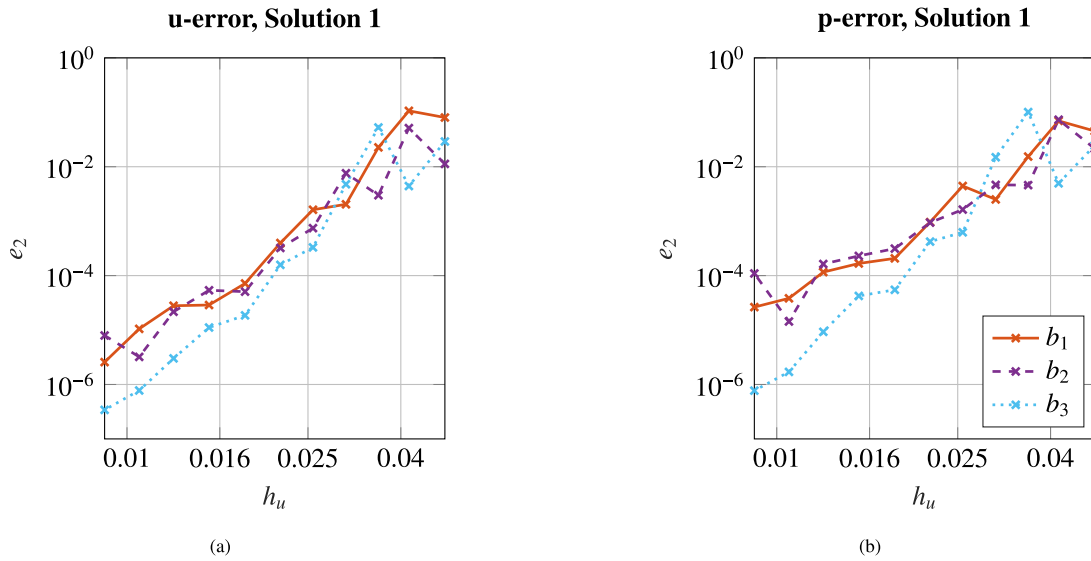 u-error, Solution 1
10^0
10^-2
10^-4
10^-6
e_2
0.01 0.016 0.025 0.04
h_u
(a)
p-error, Solution 1
10^0
10^-2
10^-4
10^-6
e_2
b_1
b_2
b_3
0.01 0.016 0.025 0.04
h_u
(b)